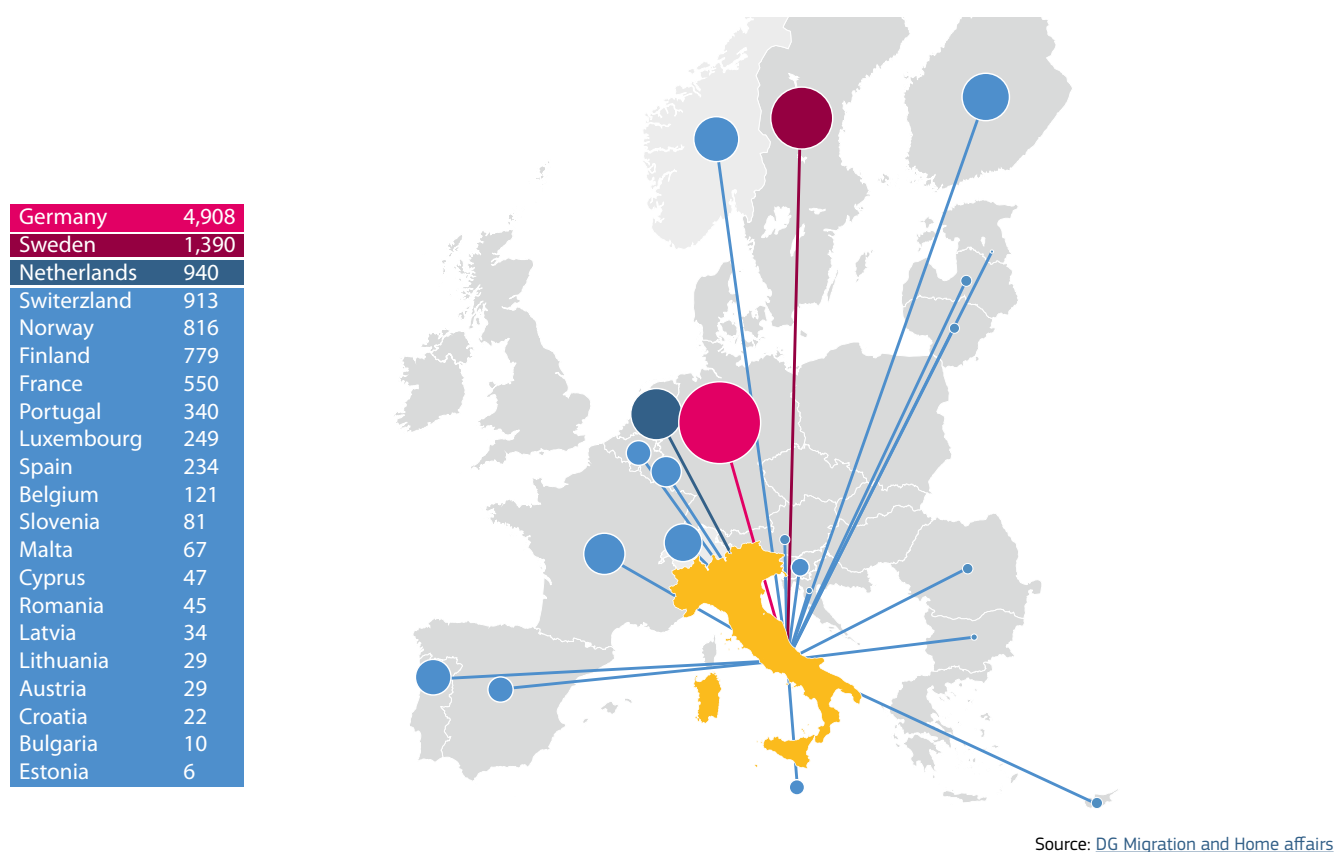 Germany 4,908
Sweden 1,390
Netherlands 940
Switerzland 913
Norway 816
Finland 779
France 550
Portugal 340
Luxembourg 249
Spain 234
Belgium 121
Slovenia 81
Malta 67
Cyprus 47
Romania 45
Latvia 34
Lithuania 29
Austria 29
Croatia 22
Bulgaria 10
Estonia 6
Source: DG Migration and Home affairs